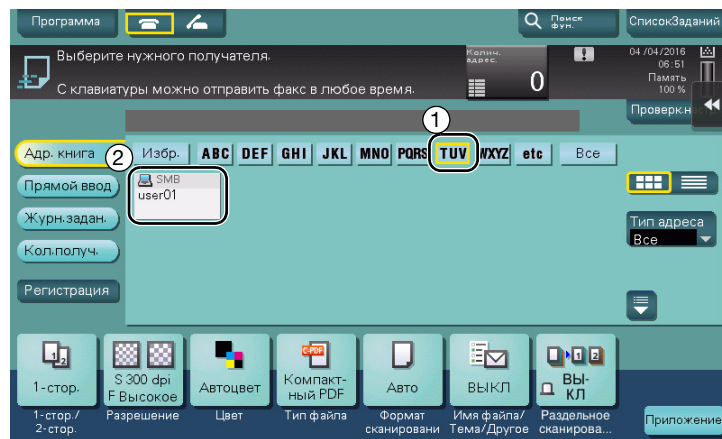 Программа
Поиск
фун.
СписокЗаданий
Выберите нужного получателя.
С клавиатуры можно отправить факс в любое время.
Колич.
адрес.
0
04/04/2016
06:51
Память
100 %
1
Адр. книга
2
Избр.
ABC
DEF
GHI
JKL
MNO
PQRS
TUV
WXYZ
etc
Все
SMB
user01
Прямой ввод
Журн.задан.
Кол.получ.
Регистрация
Тип адреса
Все
1-стор.
S 300 dpi
F Высокое
Автоцвет
C-PDF
Компакт-
ный PDF
Авто
ВЫКЛ
ВЫ-
КЛ
1-стор./
2-стор.
Разрешение
Цвет
Тип файла
Формат
сканировани
Имя файла/
Тема/Другое
Раздельное
сканирова...
Приложение